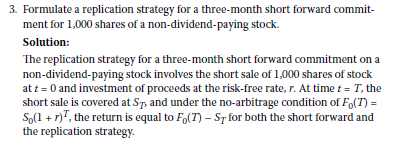 3. Formulate a replication strategy for a three-month short forward commit-
ment for 1,000 shares of a non-dividend-paying stock.
Solution:
The replication strategy for a three-month short forward commitment on a
non-dividend-paying stock involves the short sale of 1,000 shares of stock
at t = 0 and investment of proceeds at the risk-free rate, r. At time t = T, the
short sale is covered at S_T, and under the no-arbitrage condition of F₀(T) =
S₀(1 + r)^T, the return is equal to F₀(T) – S_T for both the short forward and
the replication strategy.